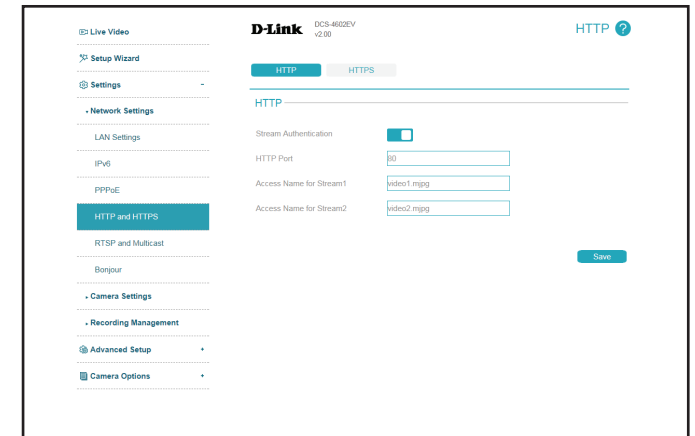 Live Video
Setup Wizard
Settings -
Network Settings
LAN Settings
IPv6
PPPoE
HTTP and HTTPS
RTSP and Multicast
Bonjour
Camera Settings
Recording Management
Advanced Setup +
Camera Options +
D-Link DCS-4602EV
v2.00
HTTP ?
HTTP HTTPS
HTTP
Stream Authentication
HTTP Port 80
Access Name for Stream1 video1.mjpg
Access Name for Stream2 video2.mjpg
Save